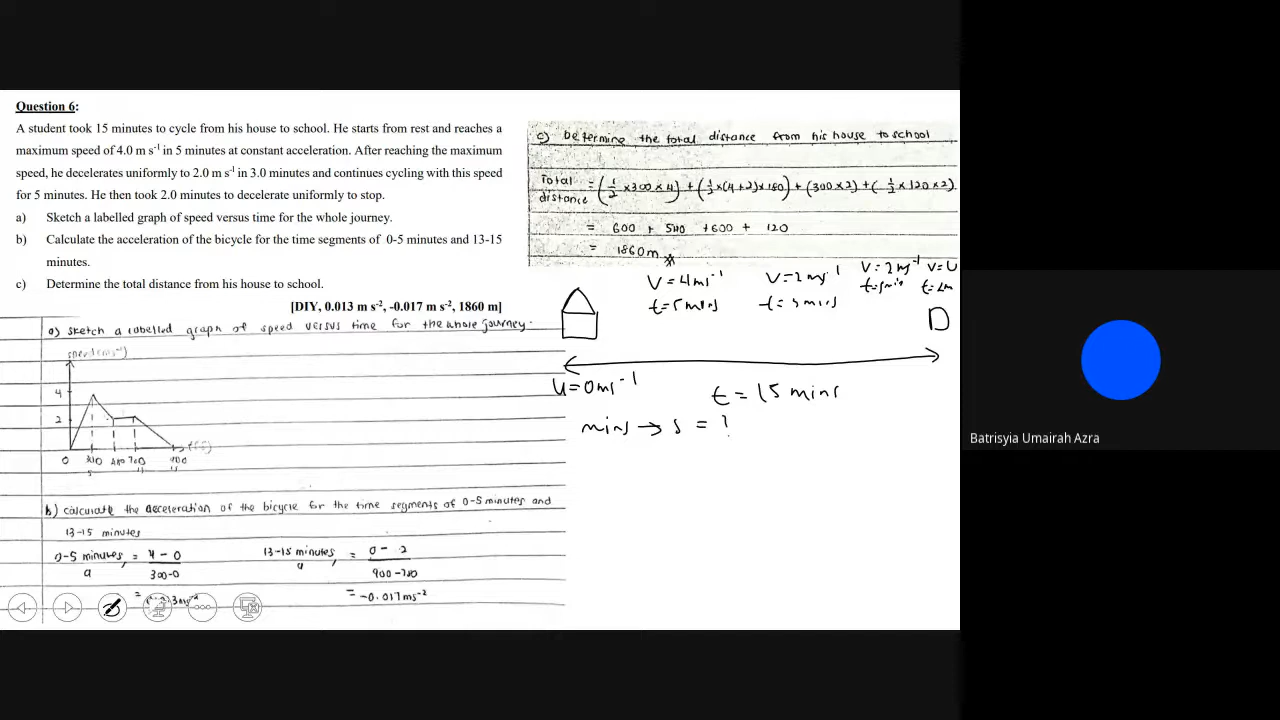 Question 6:
A student took 15 minutes to cycle from his house to school. He starts from rest and reaches a
maximum speed of 4.0 m s⁻¹ in 5 minutes at constant acceleration. After reaching the maximum
speed, he decelerates uniformly to 2.0 m s⁻¹ in 3.0 minutes and continues cycling with this speed
for 5 minutes. He then took 2.0 minutes to decelerate uniformly to stop.
a) Sketch a labelled graph of speed versus time for the whole journey.
b) Calculate the acceleration of the bicycle for the time segments of 0-5 minutes and 13-15
minutes.
c) Determine the total distance from his house to school.
[DIY, 0.013 m s⁻², -0.017 m s⁻², 1860 m]
a) sketch a labelled graph of speed versus time for the whole journey.
4
2
0
b) calculate the acceleration of the bicycle for the time segments of 0-5 minutes and
13-15 minutes
0-5 minutes, a = 4 - 0
300-0
13-15 minutes, a = 0 - 2
900-780
= -0.017ms⁻²
c) Determine the total distance from his house to school
Total distance = (1/2 ×300×4) + (1/2×(4+2)×180) + (300×2) + (1/2×120×2)
= 600 + 540 +600 + 120
= 1860m
V=4ms⁻¹
t=5mins
V=2ms⁻¹
t=3mins
V=2ms⁻¹
t=5min
u=0ms⁻¹
t = 15 mins
mins → s = ?
Batrisyia Umairah Azra